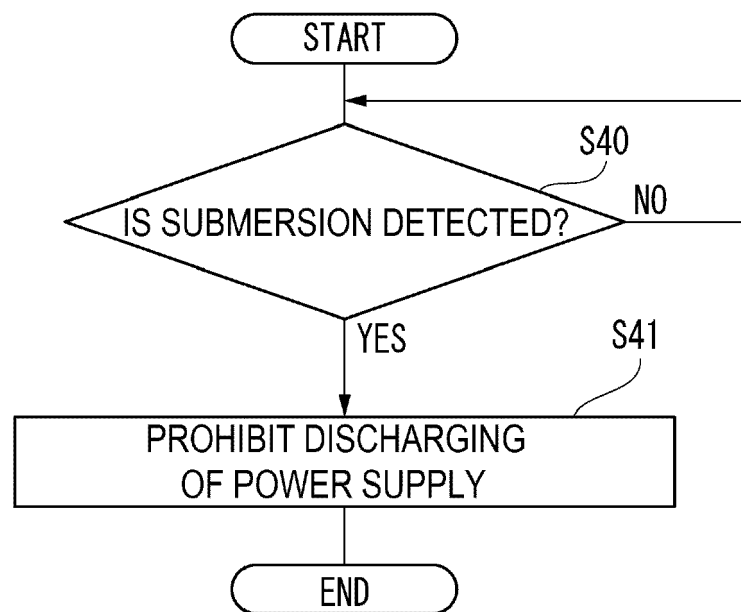 START
S40
IS SUBMERSION DETECTED?
NO
YES
S41
PROHIBIT DISCHARGING
OF POWER SUPPLY
END